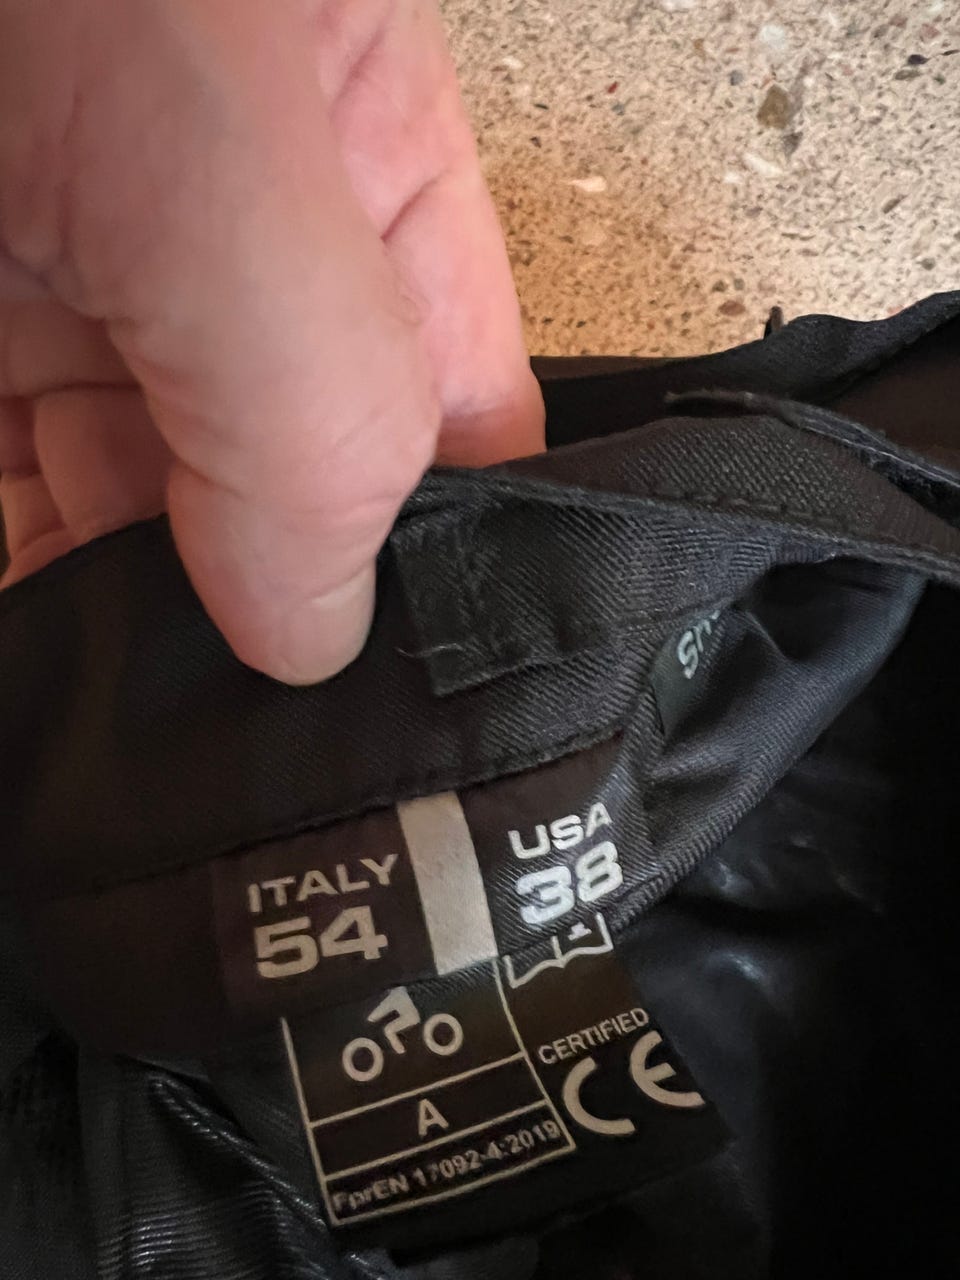 ITALY
54
USA
38
CERTIFIED
CE
A
FprEN 17092-4:2019